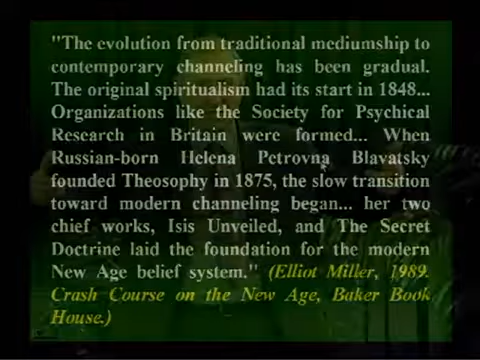 "The evolution from traditional mediumship to
contemporary channeling has been gradual.
The original spiritualism had its start in 1848...
Organizations like the Society for Psychical
Research in Britain were formed... When
Russian-born Helena Petrovna Blavatsky
founded Theosophy in 1875, the slow transition
toward modern channeling began... her two
chief works, Isis Unveiled, and The Secret
Doctrine laid the foundation for the modern
New Age belief system." (Elliot Miller, 1989.
Crash Course on the New Age, Baker Book
House.)